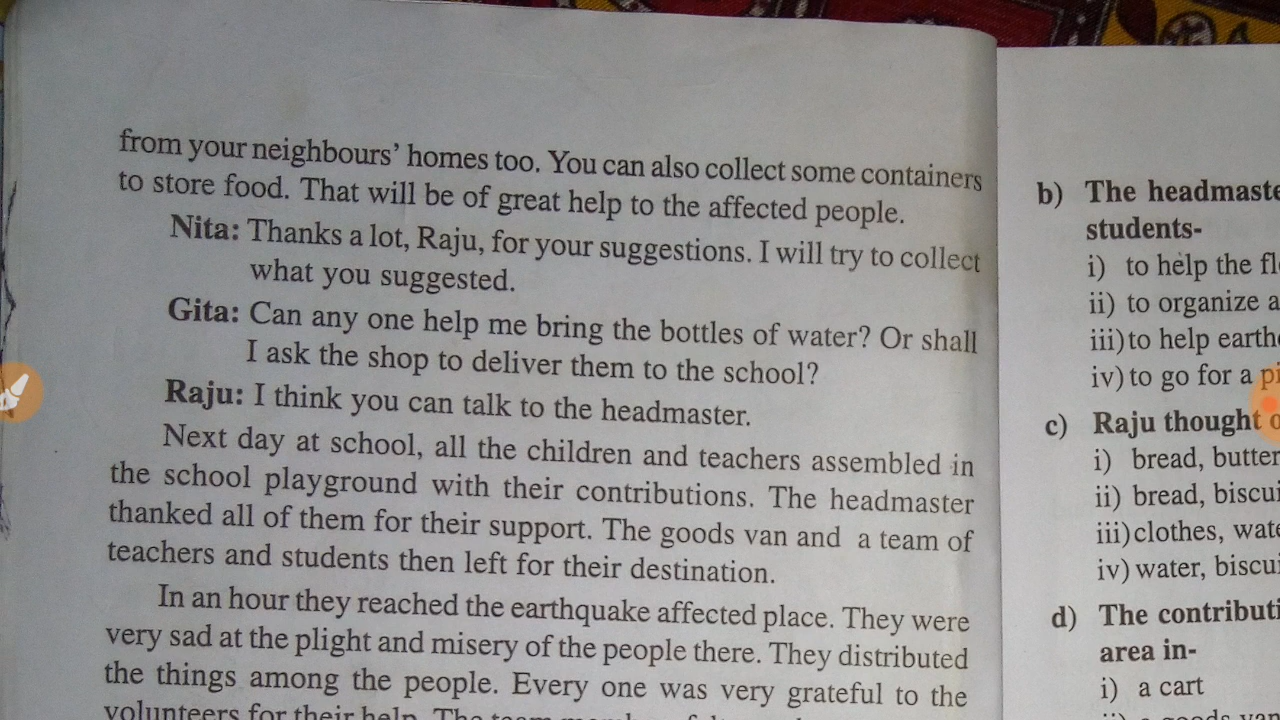 from your neighbours' homes too. You can also collect some containers
to store food. That will be of great help to the affected people.
Nita: Thanks a lot, Raju, for your suggestions. I will try to collect
what you suggested.
Gita: Can any one help me bring the bottles of water? Or shall
I ask the shop to deliver them to the school?
Raju: I think you can talk to the headmaster.
Next day at school, all the children and teachers assembled in
the school playground with their contributions. The headmaster
thanked all of them for their support. The goods van and a team of
teachers and students then left for their destination.
In an hour they reached the earthquake affected place. They were
very sad at the plight and misery of the people there. They distributed
the things among the people. Every one was very grateful to the
volunteers for their help. The team
b) The
students-
i) to help the
ii) to organize a
iii) to help
iv) to go for a
c) Raju thought
i) bread, butter
ii) bread,
iii) clothes,
iv) water,
d) The
area in-
i) a cart
ii) a goods van